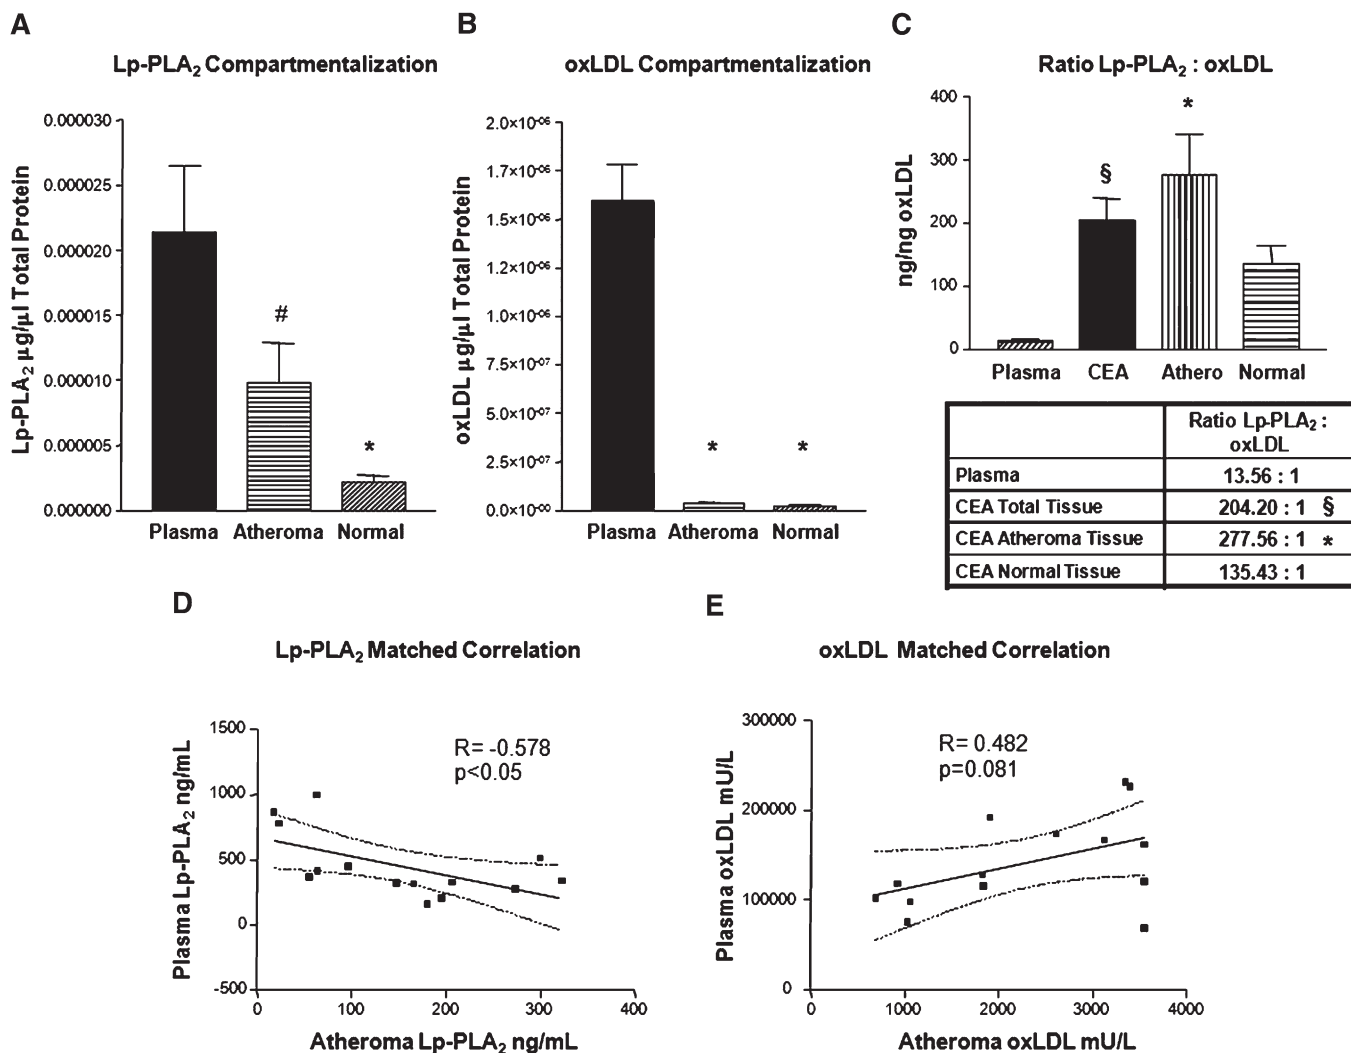 A
Lp-PLA₂ Compartmentalization
Lp-PLA₂ µg/µl Total Protein
0.000030
0.000025
0.000020
0.000015
0.000010
0.000005
0.000000
#
*
Plasma Atheroma Normal
B
oxLDL Compartmentalization
oxLDL µg/µl Total Protein
2.0×10⁻⁰⁶
1.7×10⁻⁰⁶
1.5×10⁻⁰⁶
1.2×10⁻⁰⁶
1.0×10⁻⁰⁶
7.5×10⁻⁰⁷
5.0×10⁻⁰⁷
2.5×10⁻⁰⁷
0.0×10⁻⁰⁰
* *
Plasma Atheroma Normal
C
Ratio Lp-PLA₂ : oxLDL
ng/ng oxLDL
400
300
200
100
0
§
*
Plasma CEA Athero Normal
Ratio Lp-PLA₂ :
oxLDL
Plasma 13.56 : 1
CEA Total Tissue 204.20 : 1 §
CEA Atheroma Tissue 277.56 : 1 *
CEA Normal Tissue 135.43 : 1
D
Lp-PLA₂ Matched Correlation
Plasma Lp-PLA₂ ng/mL
1500
1000
500
0
-500
R= -0.578
p<0.05
0 100 200 300 400
Atheroma Lp-PLA₂ ng/mL
E
oxLDL Matched Correlation
Plasma oxLDL mU/L
300000
200000
100000
0
R= 0.482
p=0.081
0 1000 2000 3000 4000
Atheroma oxLDL mU/L